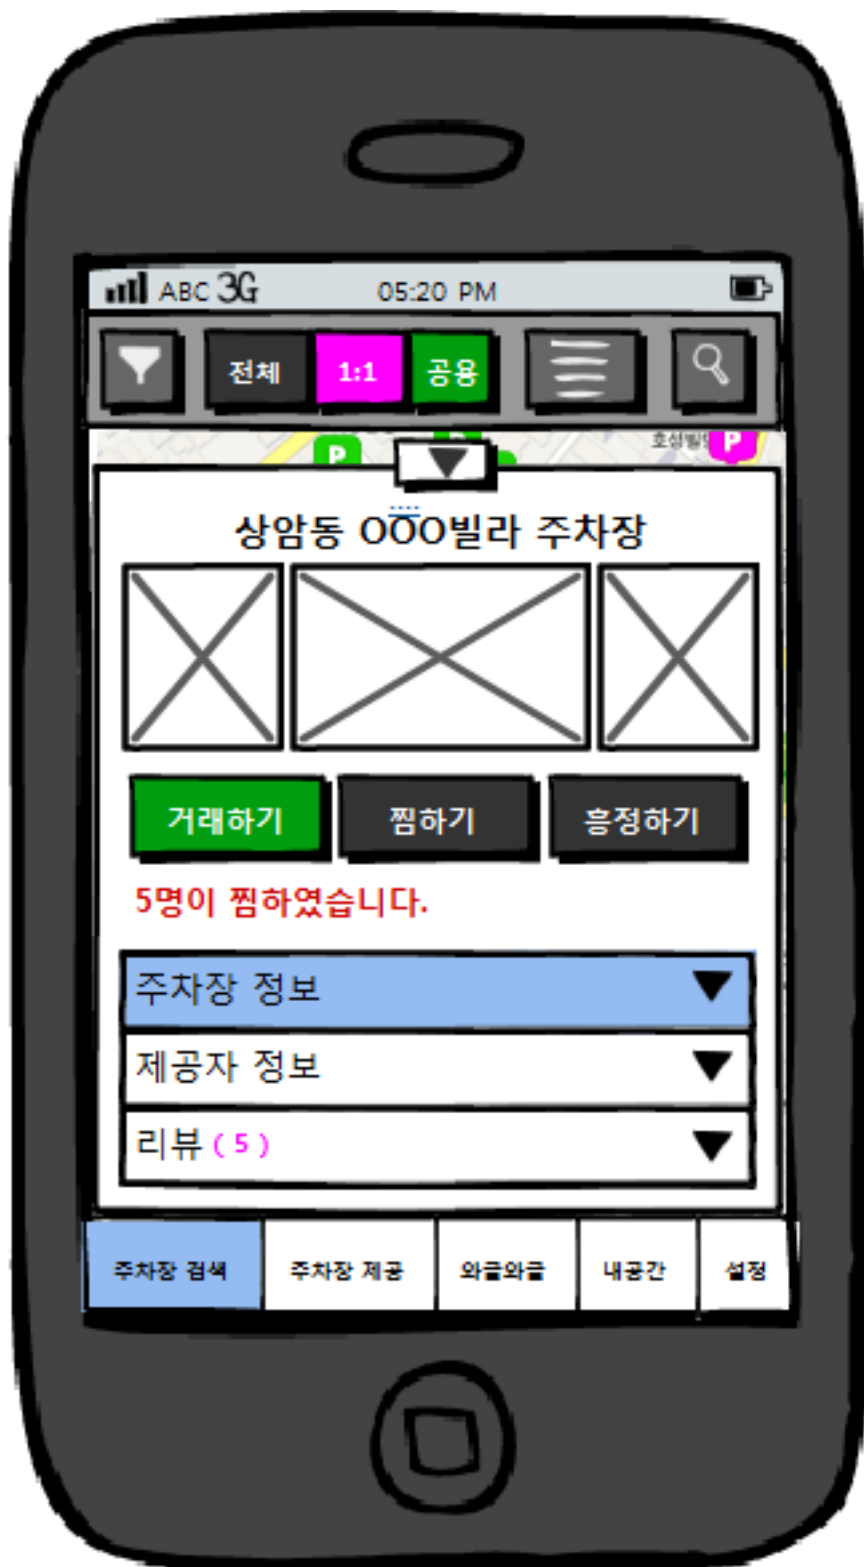 ABC 3G 05:20 PM
전체 1:1 공용
P P
상암동 OOO빌라 주차장
거래하기 찜하기 흥정하기
5명이 찜하였습니다.
주차장 정보
제공자 정보
리뷰 ( 5 )
주차장 검색 주차장 제공 와글와글 내공간 설정